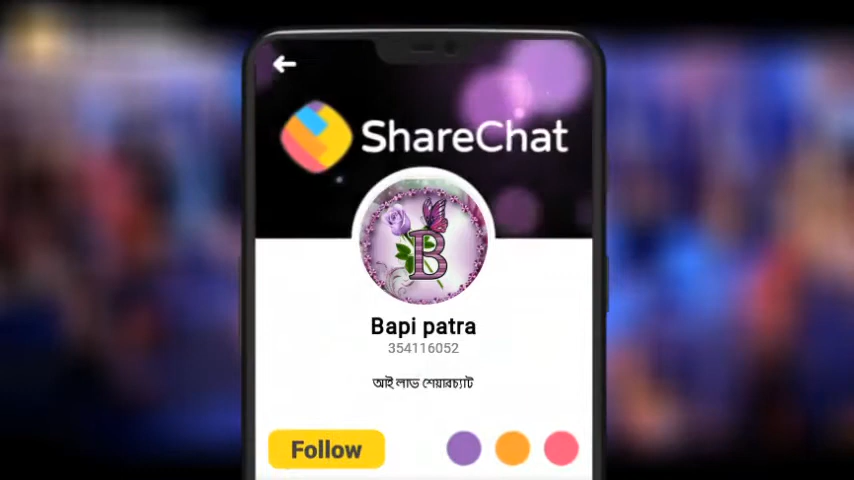 ShareChat
B
Bapi patra
354116052
আই লাভ শেয়ারচ্যাট
Follow